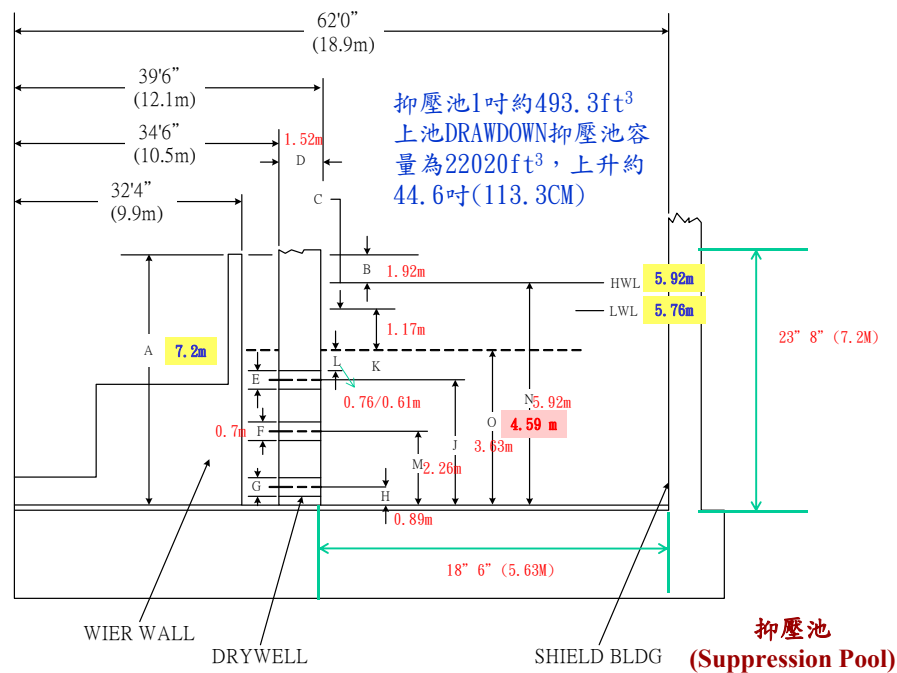 62'0”
(18.9m)
39'6”
(12.1m)
34'6”
(10.5m)
1.52m
D
32'4”
(9.9m)
C
抑壓池1吋約493.3ft³
上池DRAWDOWN抑壓池容
量為22020ft³，上升約
44.6吋(113.3CM)
B 1.92m
HWL 5.92m
LWL 5.76m
1.17m
23” 8” (7.2M)
A 7.2m
L
K
E
0.76/0.61m
N 5.92m
O 4.59 m
0.7m F
J
3.63m
M 2.26m
G
H
0.89m
18” 6” (5.63M)
WIER WALL
DRYWELL
SHIELD BLDG
抑壓池
(Suppression Pool)